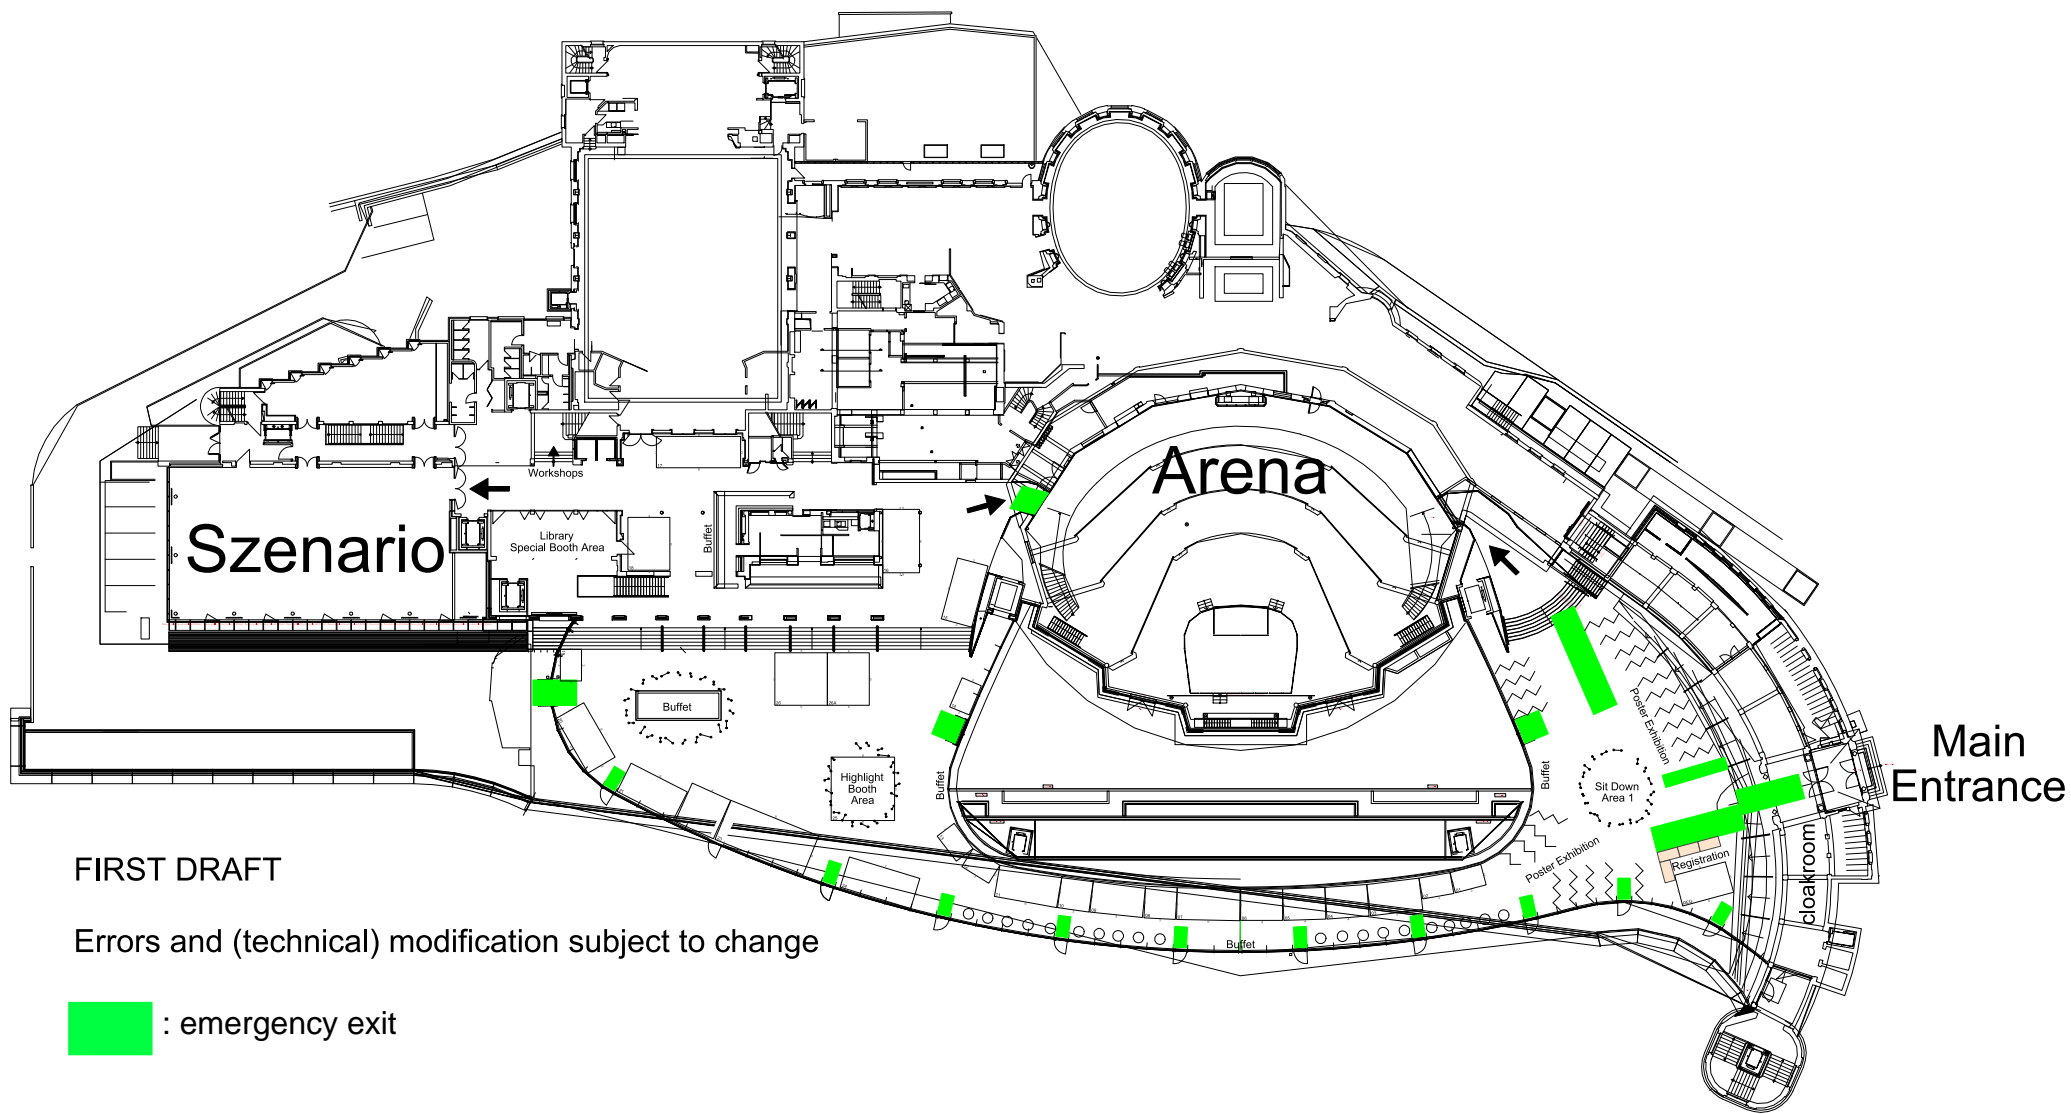 Arena
Workshops
Szenario
Library
Special Booth Area
Buffet
Buffet
Poster Exhibition
Main
Entrance
Highlight
Booth
Area
Buffet
Buffet
Sit Down
Area 1
Poster Exhibition
Registration
cloakroom
Buffet
FIRST DRAFT
Errors and (technical) modification subject to change
: emergency exit